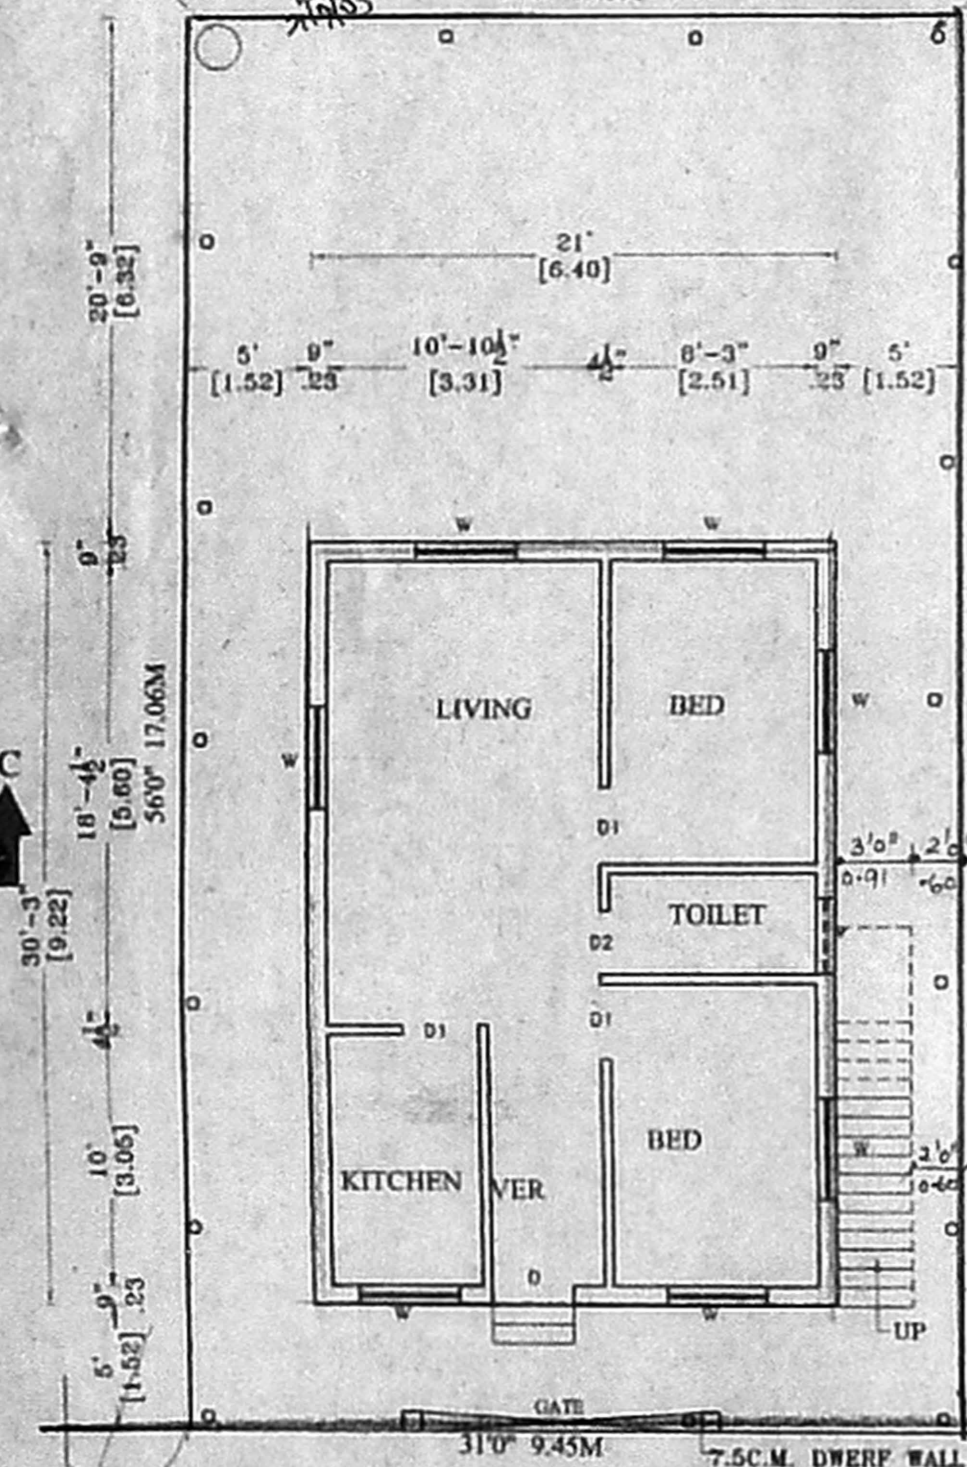 21'
[6.40]
5' 9" 10'-10½" 4½" 8'-3" 9" 5'
[1.52] .23 [3.31] [2.51] .23 [1.52]
20'-9"
[6.32]
9"
.23
W W
LIVING BED
W W
56'0" 17.06M
18'-4½"
[5.60]
C
D1
3'0" 2'0
0.91 .60
30'-3"
[9.22]
TOILET
D2
4½"
D1 D1
10'
[3.05]
BED
W
2'0"
0.60
KITCHEN VER
D
9"
.23
W W
UP
5'
[1.52]
GATE
31'0" 9.45M
7.5C.M. DWERF WALL